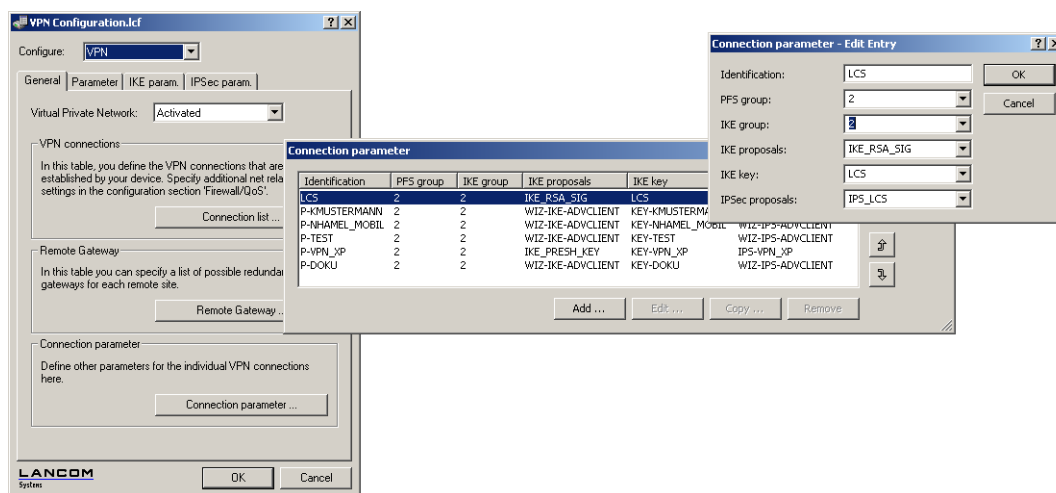 VPN Configuration.lcf
Configure: VPN
General Parameter IKE param. IPSec param.
Virtual Private Network: Activated
VPN connections
In this table, you define the VPN connections that are
established by your device. Specify additional net rela
settings in the configuration section 'Firewall/QoS'.
Connection list ...
Remote Gateway
In this table you can specify a list of possible redundar
gateways for each remote site.
Remote Gateway ..
Connection parameter
Define other parameters for the individual VPN connections
here.
Connection parameter ...
LANCOM
Systems
OK Cancel
Connection parameter
Identification PFS group IKE group IKE proposals IKE key
LCS 2 2 IKE_RSA_SIG LCS
P-KMUSTERMANN 2 2 WIZ-IKE-ADVCLIENT KEY-KMUSTERMA
P-NHAMEL_MOBIL 2 2 WIZ-IKE-ADVCLIENT KEY-NHAMEL_MOBIL WIZ-IPS-ADVCLIENT
P-TEST 2 2 WIZ-IKE-ADVCLIENT KEY-TEST WIZ-IPS-ADVCLIENT
P-VPN_XP 2 2 IKE_PRESH_KEY KEY-VPN_XP IPS-VPN_XP
P-DOKU 2 2 WIZ-IKE-ADVCLIENT KEY-DOKU WIZ-IPS-ADVCLIENT
Add ... Edit ... Copy ... Remove
Connection parameter - Edit Entry
Identification: LCS OK
PFS group: 2 Cancel
IKE group: 2
IKE proposals: IKE_RSA_SIG
IKE key: LCS
IPSec proposals: IPS_LCS